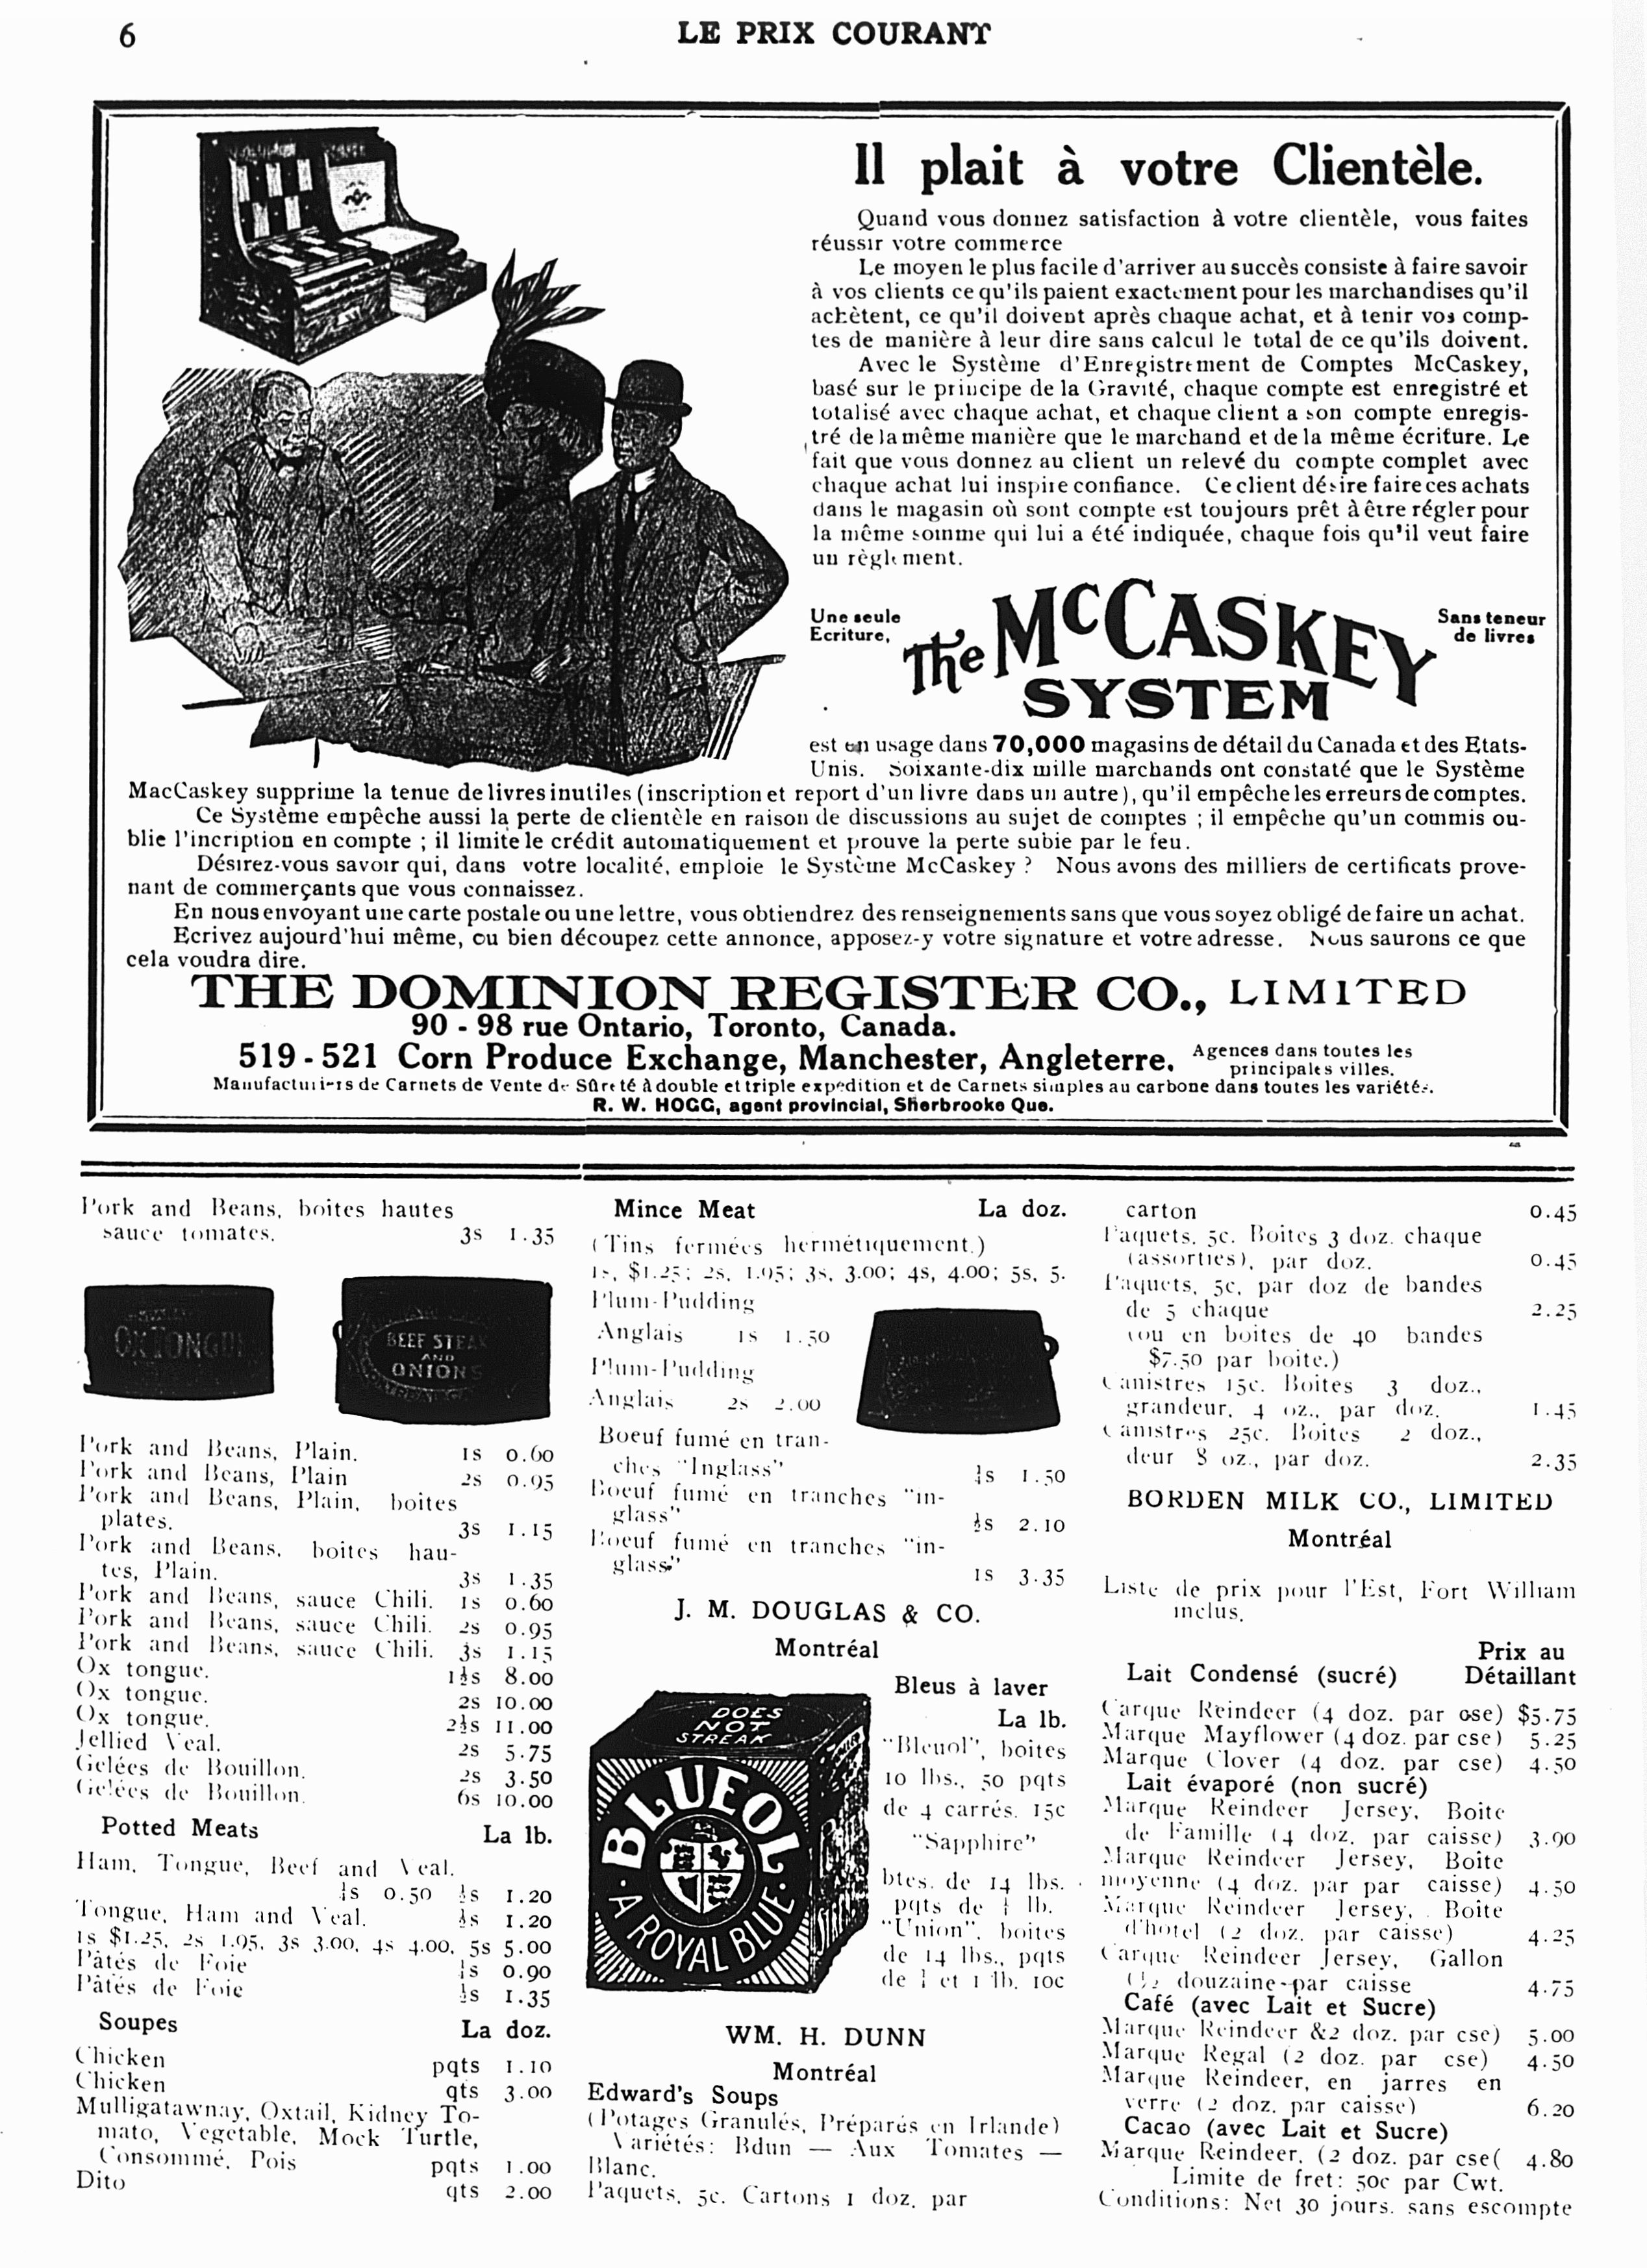 6
LE PRIX COURANT
Il plait à votre Clientèle.
Quand vous donnez satisfaction à votre clientèle, vous faites
réussir votre commerce
Le moyen le plus facile d'arriver au succès consiste à faire savoir
à vos clients ce qu'ils paient exactement pour les marchandises qu'il
achètent, ce qu'il doivent après chaque achat, et à tenir vos comp-
tes de manière à leur dire sans calcul le total de ce qu'ils doivent.
Avec le Système d'Enregistrement de Comptes McCaskey,
basé sur le principe de la Gravité, chaque compte est enregistré et
totalisé avec chaque achat, et chaque client a son compte enregis-
tré de la même manière que le marchand et de la même écriture. Le
fait que vous donnez au client un relevé du compte complet avec
chaque achat lui inspire confiance. Ce client désire faire ces achats
dans le magasin où sont compte est toujours prêt à être régler pour
la même somme qui lui a été indiquée, chaque fois qu'il veut faire
un règlement.
Une seule
Ecriture,
The McCASKEY
SYSTEM
Sans teneur
de livres
est en usage dans 70,000 magasins de détail du Canada et des Etats-
Unis. Soixante-dix mille marchands ont constaté que le Système
MacCaskey supprime la tenue de livres inutiles (inscription et report d'un livre dans un autre), qu'il empêche les erreurs de comptes.
Ce Système empêche aussi la perte de clientèle en raison de discussions au sujet de comptes ; il empêche qu'un commis ou-
blie l'incription en compte ; il limite le crédit automatiquement et prouve la perte subie par le feu.
Désirez-vous savoir qui, dans votre localité, emploie le Système McCaskey ? Nous avons des milliers de certificats prove-
nant de commerçants que vous connaissez.
En nous envoyant une carte postale ou une lettre, vous obtiendrez des renseignements sans que vous soyez obligé de faire un achat.
Ecrivez aujourd'hui même, ou bien découpez cette annonce, apposez-y votre signature et votre adresse. Nous saurons ce que
cela voudra dire.
THE DOMINION REGISTER CO., LIMITED
90 - 98 rue Ontario, Toronto, Canada.
519 - 521 Corn Produce Exchange, Manchester, Angleterre.
Agences dans toutes les
principales villes.
Manufacturiers de Carnets de Vente de Sûreté à double et triple expédition et de Carnets simples au carbone dans toutes les variétés.
R. W. HOGG, agent provincial, Sherbrooke Que.
Pork and Beans, boites hautes
sauce tomates. 3s 1.35
OX TONGUE
BEEF STEAK
AND
ONIONS
Pork and Beans, Plain. 1s 0.60
Pork and Beans, Plain 2s 0.95
Pork and Beans, Plain, boites
plates. 3s 1.15
Pork and Beans, boites hau-
tes, Plain. 3s 1.35
Pork and Beans, sauce Chili. 1s 0.60
Pork and Beans, sauce Chili. 2s 0.95
Pork and Beans, sauce Chili. 3s 1.15
Ox tongue. 1½s 8.00
Ox tongue. 2s 10.00
Ox tongue. 2½s 11.00
Jellied Veal. 2s 5.75
Gelées de Bouillon. 2s 3.50
Gelées de Bouillon. 6s 10.00
Potted Meats La lb.
Ham, Tongue, Beef and Veal.
¼s 0.50 ½s 1.20
Tongue, Ham and Veal. ½s 1.20
1s $1.25, 2s 1.95, 3s 3.00, 4s 4.00, 5s 5.00
Pâtés de Foie ¼s 0.90
Pâtés de Foie ½s 1.35
Soupes La doz.
Chicken pqts 1.10
Chicken qts 3.00
Mulligatawnay, Oxtail, Kidney To-
mato, Vegetable, Mock Turtle,
Consommé, Pois pqts 1.00
Dito qts 2.00
Mince Meat La doz.
(Tins fermées hermétiquement.)
1s, $1.25; 2s, 1.95; 3s, 3.00; 4s, 4.00; 5s, 5.
Plum-Pudding
Anglais 1s 1.50
Plum-Pudding
Anglais 2s 2.00
Boeuf fumé en tran-
ches "Inglass" ¼s 1.50
Boeuf fumé en tranches "in-
glass" ½s 2.10
Boeuf fumé en tranches "in-
glass" 1s 3.35
J. M. DOUGLAS & CO.
Montréal
DOES
NOT
STREAK
BLUEOL
A ROYAL BLUE
Bleus à laver
La lb.
"Bleuol", boites
10 lbs., 50 pqts
de 4 carrés. 15c
"Sapphire"
btes. de 14 lbs.
pqts de ¼ lb.
"Union", boites
de 14 lbs., pqts
de ¼ et 1 lb. 10c
WM. H. DUNN
Montréal
Edward's Soups
(Potages Granulés, Préparés en Irlande)
Variétés: Bdun — Aux Tomates —
Blanc.
Paquets, 5c. Cartons 1 doz. par
carton 0.45
Paquets, 5c. Boites 3 doz. chaque
(assorties), par doz. 0.45
Paquets, 5c, par doz de bandes
de 5 chaque 2.25
(ou en boites de 40 bandes
$7.50 par boite.)
Canistres 15c. Boites 3 doz.,
grandeur, 4 oz., par doz. 1.45
Canistres 25c. Boites 2 doz.,
deur 8 oz., par doz. 2.35
BORDEN MILK CO., LIMITED
Montréal
Liste de prix pour l'Est, Fort William
inclus.
Prix au
Lait Condensé (sucré) Détaillant
Carque Reindeer (4 doz. par cse) $5.75
Marque Mayflower (4 doz. par cse) 5.25
Marque Clover (4 doz. par cse) 4.50
Lait évaporé (non sucré)
Marque Reindeer Jersey, Boite
de Famille (4 doz. par caisse) 3.90
Marque Reindeer Jersey, Boite
moyenne (4 doz. par par caisse) 4.50
Marque Reindeer Jersey, Boîte
d'hotel (2 doz. par caisse) 4.25
Carque Reindeer Jersey, Gallon
(½ douzaine par caisse 4.75
Café (avec Lait et Sucre)
Marque Reindeer &2 doz. par cse) 5.00
Marque Regal (2 doz. par cse) 4.50
Marque Reindeer, en jarres en
verre (2 doz. par caisse) 6.20
Cacao (avec Lait et Sucre)
Marque Reindeer, (2 doz. par cse( 4.80
Limite de fret: 50c par Cwt.
Conditions: Net 30 jours. sans escompte